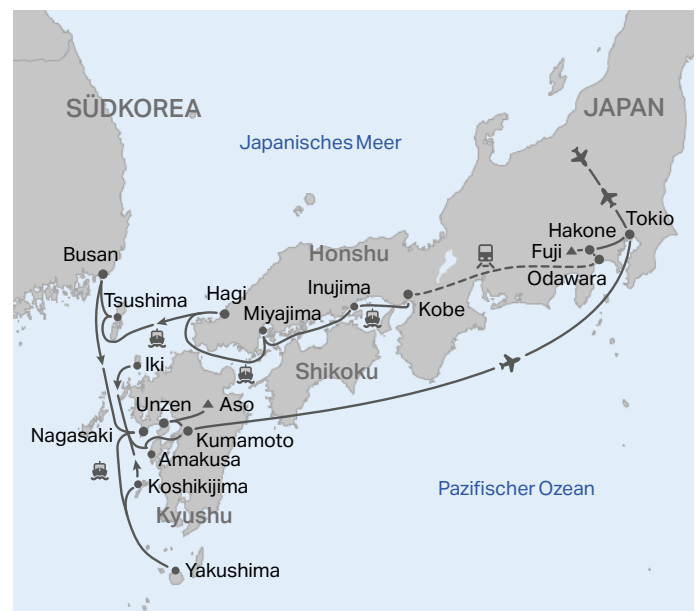 SÜDKOREA
JAPAN
Japanisches Meer
Tokio
Hakone
Honshu
Fuji
Busan
Odawara
Inujima
Tsushima
Hagi
Miyajima
Kobe
Iki
Shikoku
Unzen
Aso
Nagasaki
Kumamoto
Amakusa
Koshikijima
Pazifischer Ozean
Kyushu
Yakushima